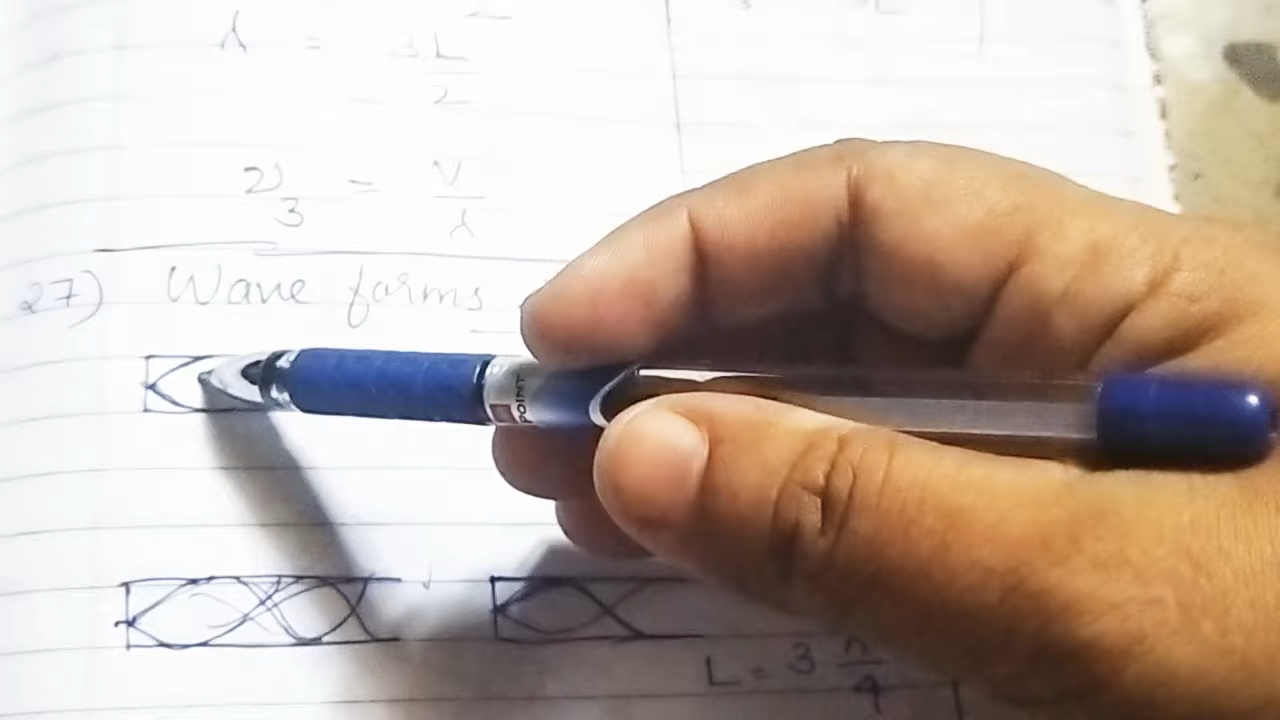 λ = 3L
2
ν3 = V
λ
27) Wave forms
POINT
L = 3 λ
4